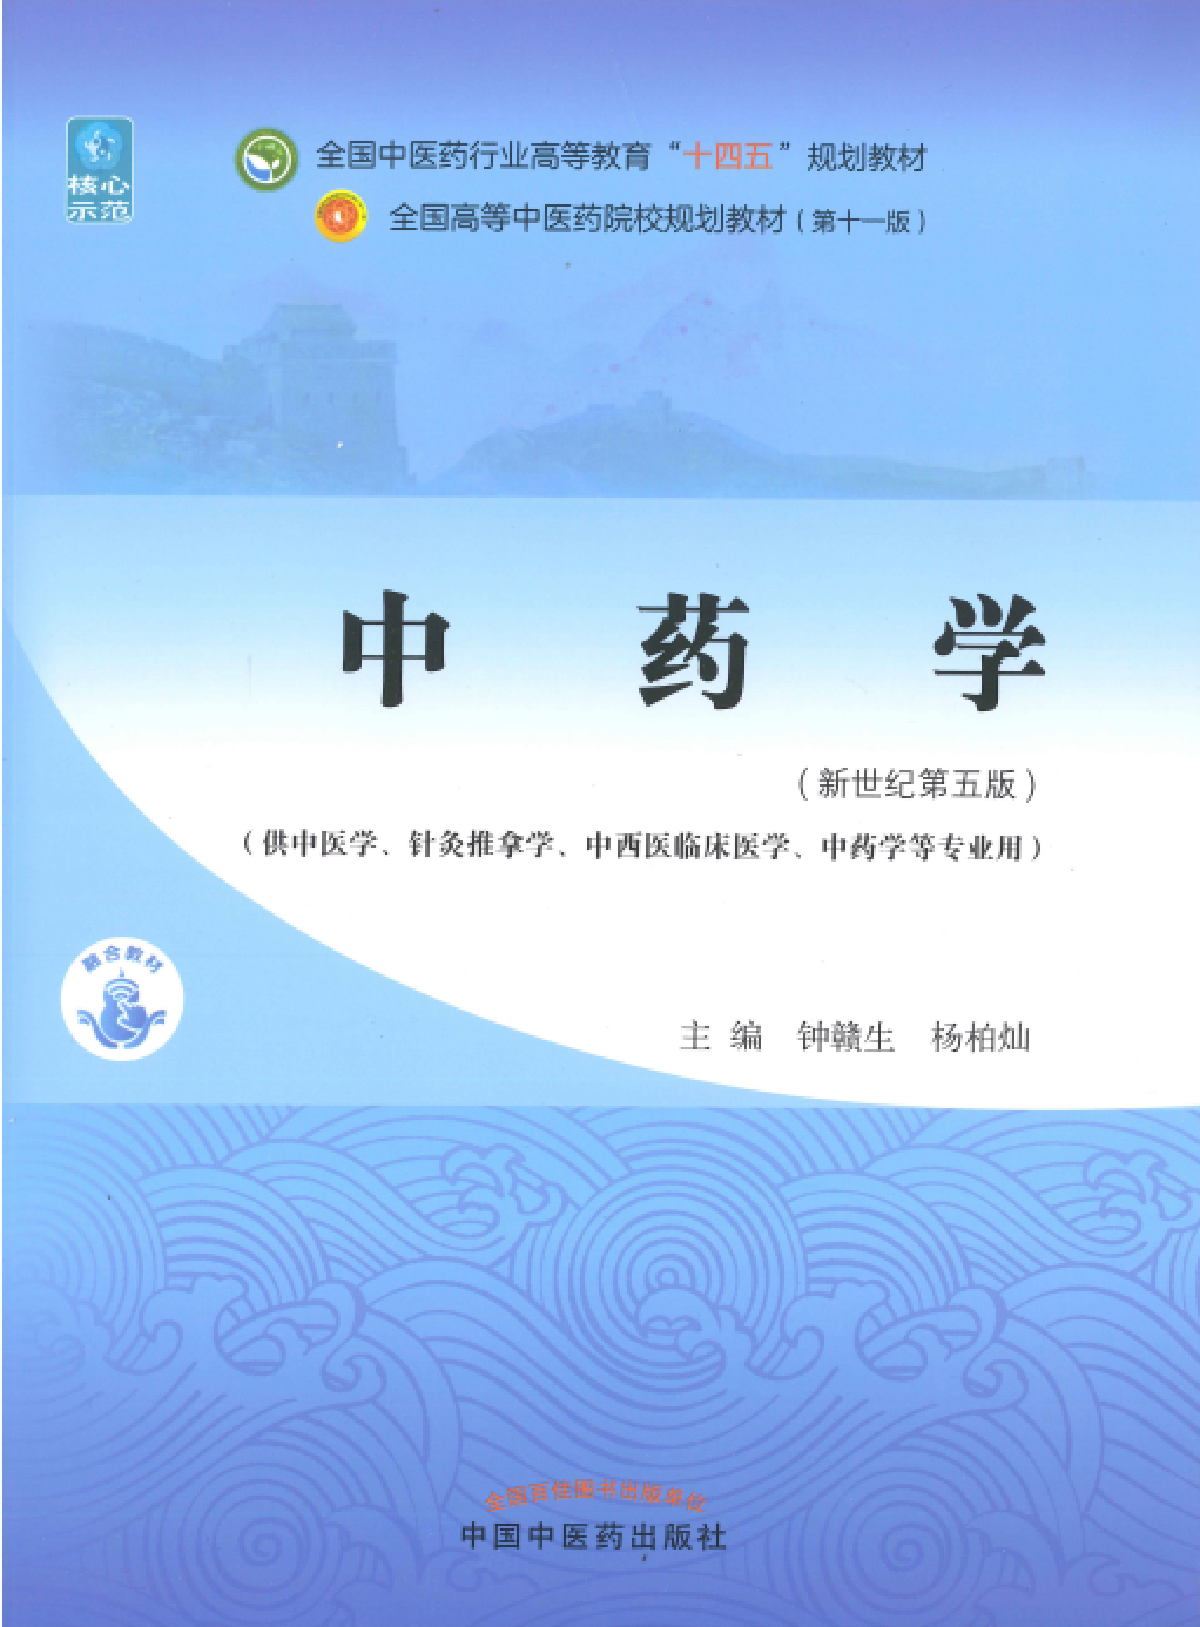 核心
示范
全国中医药行业高等教育“十四五”规划教材
全国高等中医药院校规划教材(第十一版)
中药学
(新世纪第五版)
(供中医学、针灸推拿学、中西医临床医学、中药学等专业用)
融合教材
主编 钟赣生 杨柏灿
全国百佳图书出版单位
中国中医药出版社